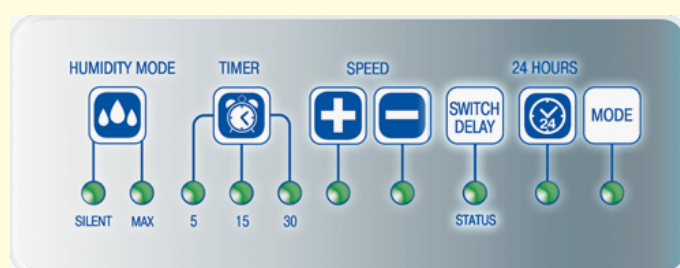 HUMIDITY MODE TIMER SPEED 24 HOURS
SWITCH DELAY
24
MODE
SILENT MAX 5 15 30 STATUS